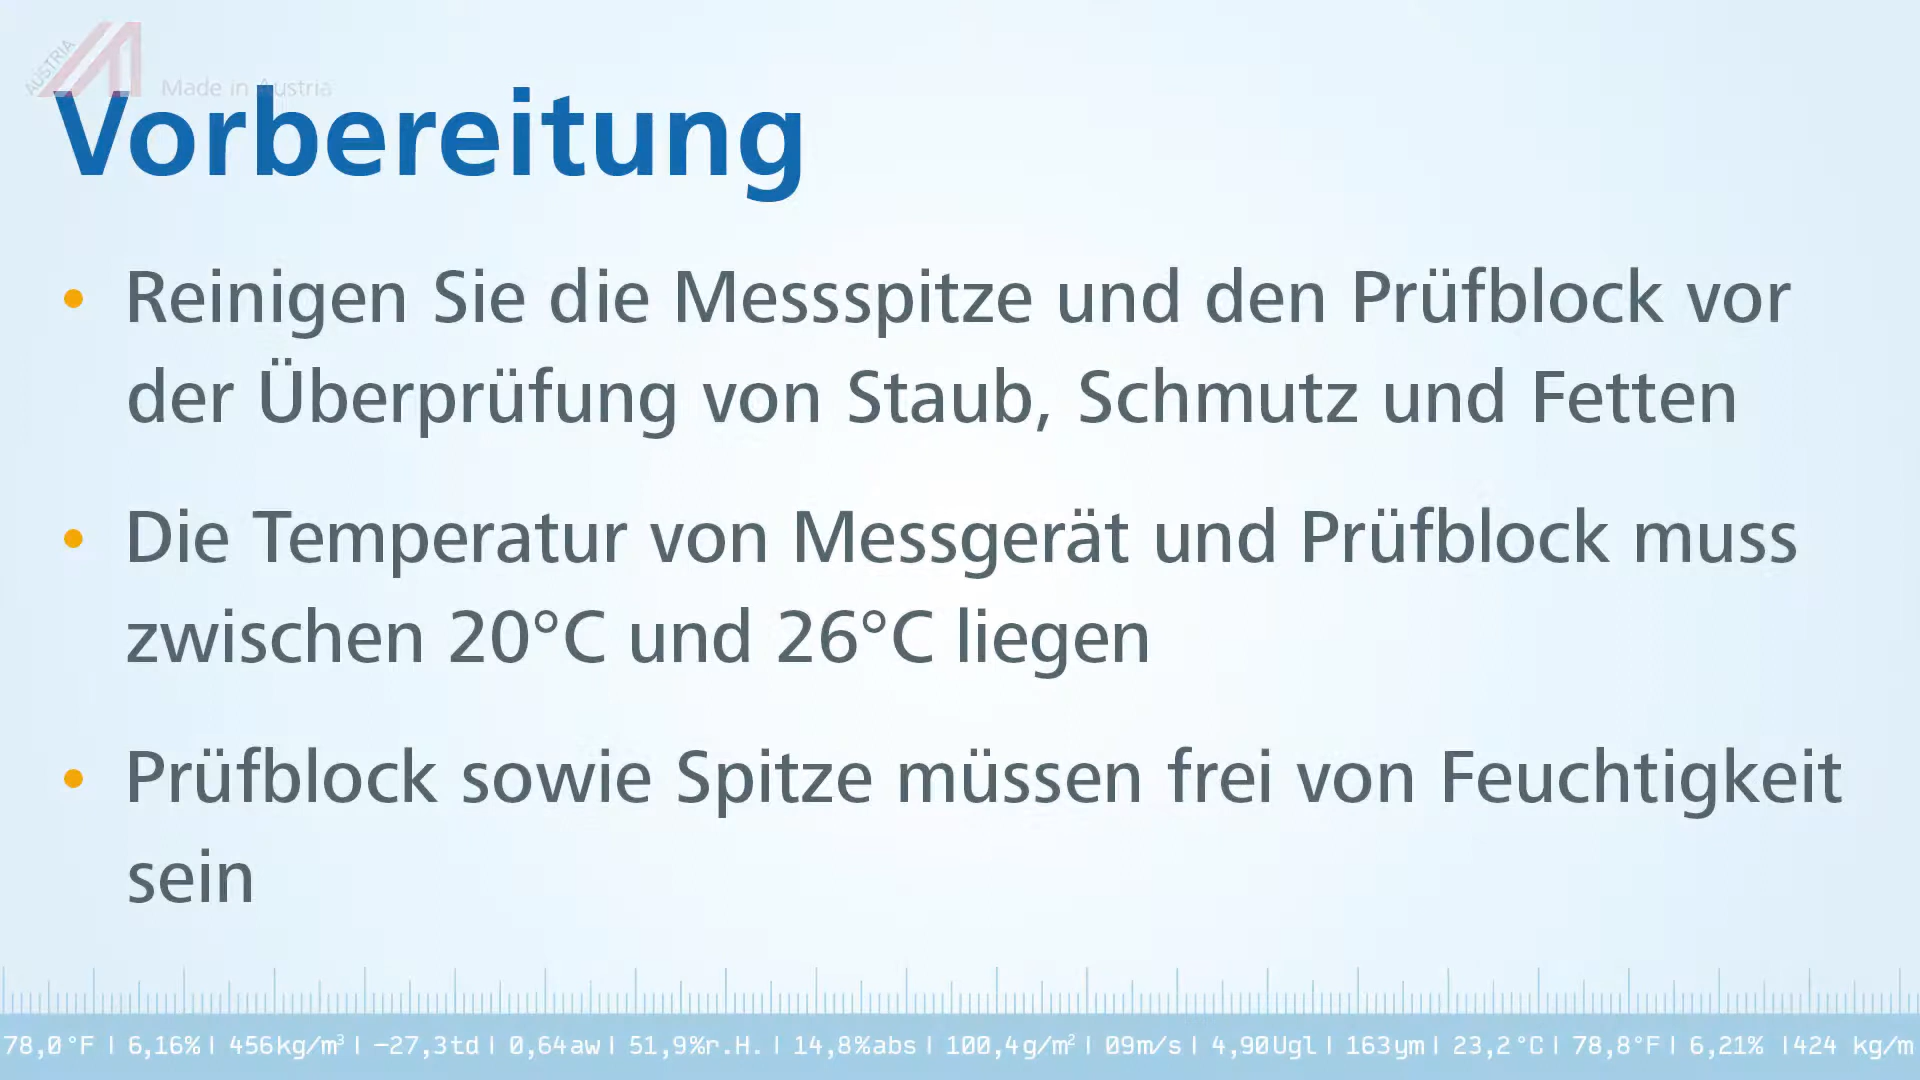 AUSTRIA
Made in Austria
Vorbereitung
• Reinigen Sie die Messspitze und den Prüfblock vor
der Überprüfung von Staub, Schmutz und Fetten
• Die Temperatur von Messgerät und Prüfblock muss
zwischen 20°C und 26°C liegen
• Prüfblock sowie Spitze müssen frei von Feuchtigkeit
sein
78,0°F | 6,16% | 456kg/m³ | −27,3td | 0,64aw | 51,9%r.H. | 14,8%abs | 100,4g/m² | 09m/s | 4,90Ugl | 163ym | 23,2°C | 78,8°F | 6,21% | 424 kg/m